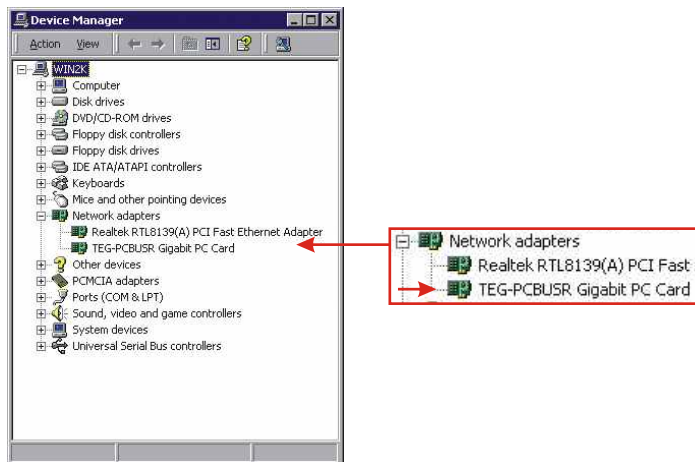 Device Manager
Action View
WIN2K
Computer
Disk drives
DVD/CD-ROM drives
Floppy disk controllers
Floppy disk drives
IDE ATA/ATAPI controllers
Keyboards
Mice and other pointing devices
Network adapters
Realtek RTL8139(A) PCI Fast Ethernet Adapter
TEG-PCBUSR Gigabit PC Card
Other devices
PCMCIA adapters
Ports (COM & LPT)
Sound, video and game controllers
System devices
Universal Serial Bus controllers
Network adapters
Realtek RTL8139(A) PCI Fast
TEG-PCBUSR Gigabit PC Card